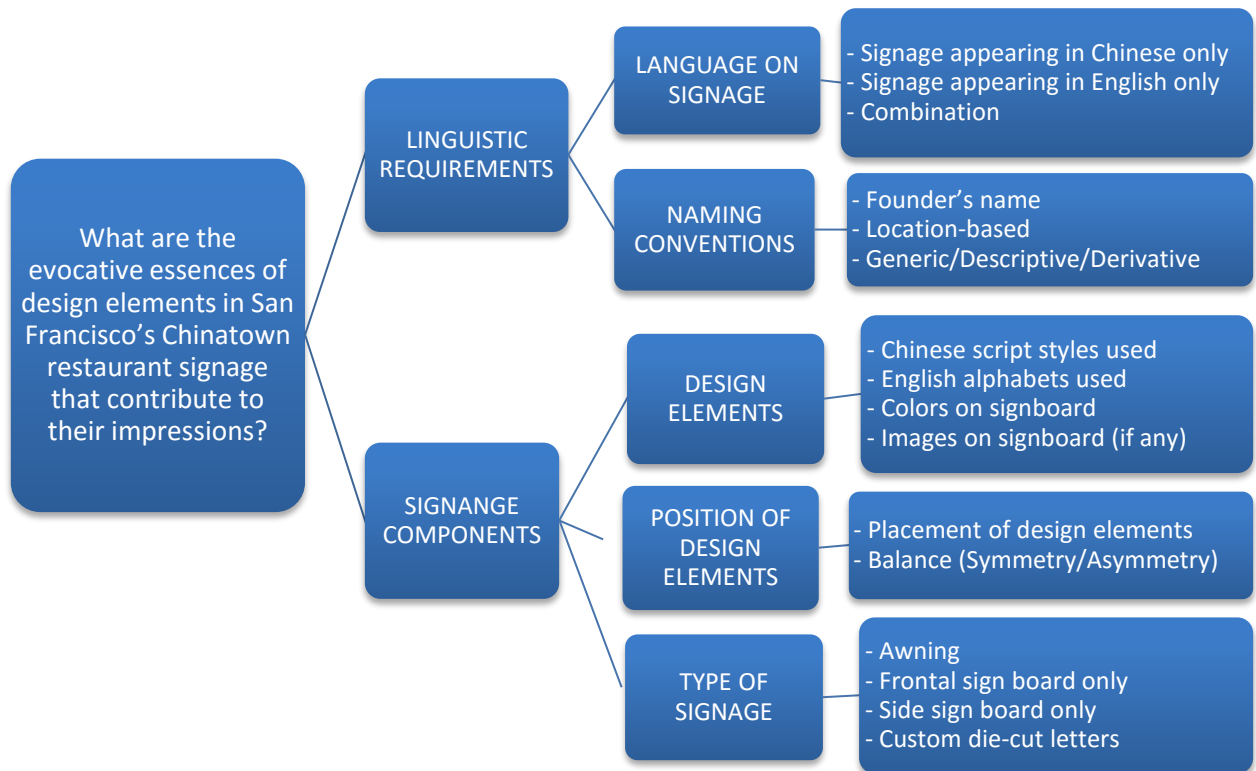 What are the
evocative essences of
design elements in San
Francisco’s Chinatown
restaurant signage
that contribute to
their impressions?
LINGUISTIC
REQUIREMENTS
LANGUAGE ON
SIGNAGE
- Signage appearing in Chinese only
- Signage appearing in English only
- Combination
NAMING
CONVENTIONS
- Founder’s name
- Location-based
- Generic/Descriptive/Derivative
SIGNANGE
COMPONENTS
DESIGN
ELEMENTS
- Chinese script styles used
- English alphabets used
- Colors on signboard
- Images on signboard (if any)
POSITION OF
DESIGN
ELEMENTS
- Placement of design elements
- Balance (Symmetry/Asymmetry)
TYPE OF
SIGNAGE
- Awning
- Frontal sign board only
- Side sign board only
- Custom die-cut letters